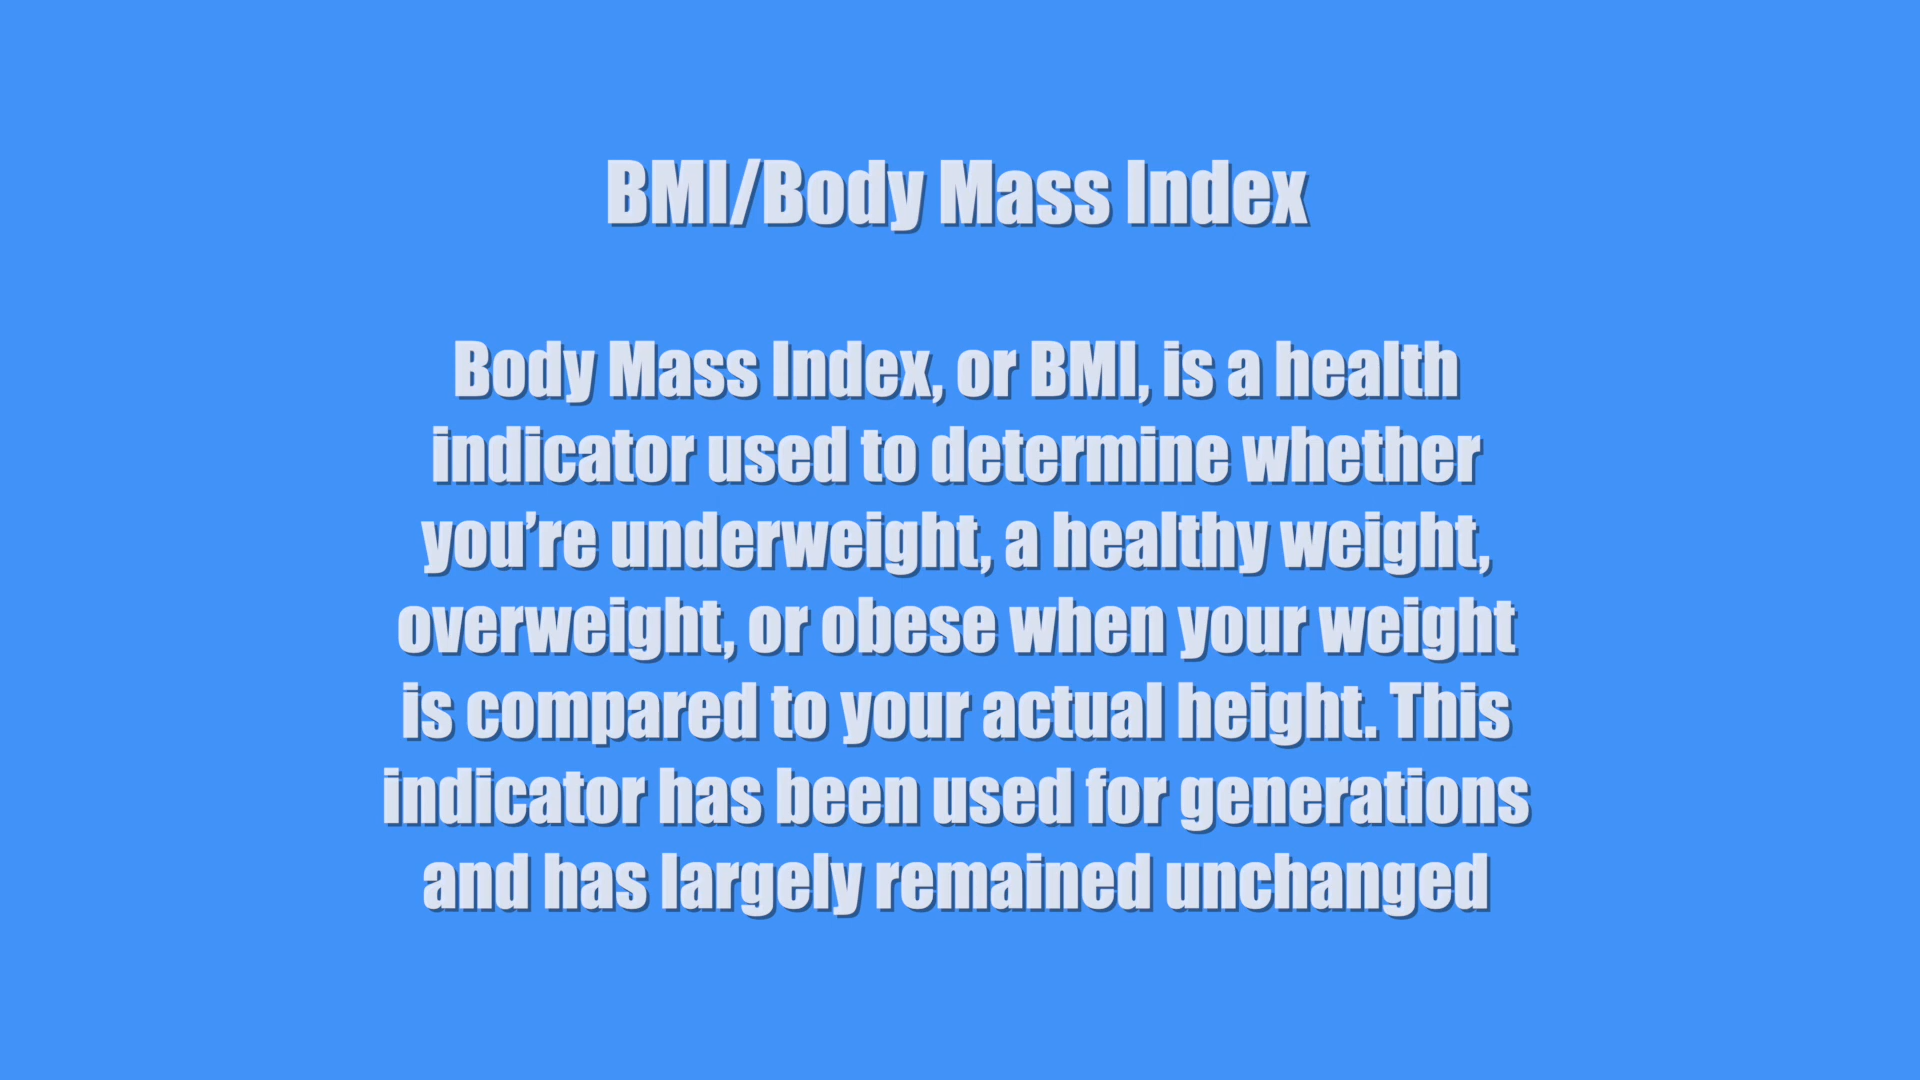 BMI/Body Mass Index
Body Mass Index, or BMI, is a health
indicator used to determine whether
you’re underweight, a healthy weight,
overweight, or obese when your weight
is compared to your actual height. This
indicator has been used for generations
and has largely remained unchanged